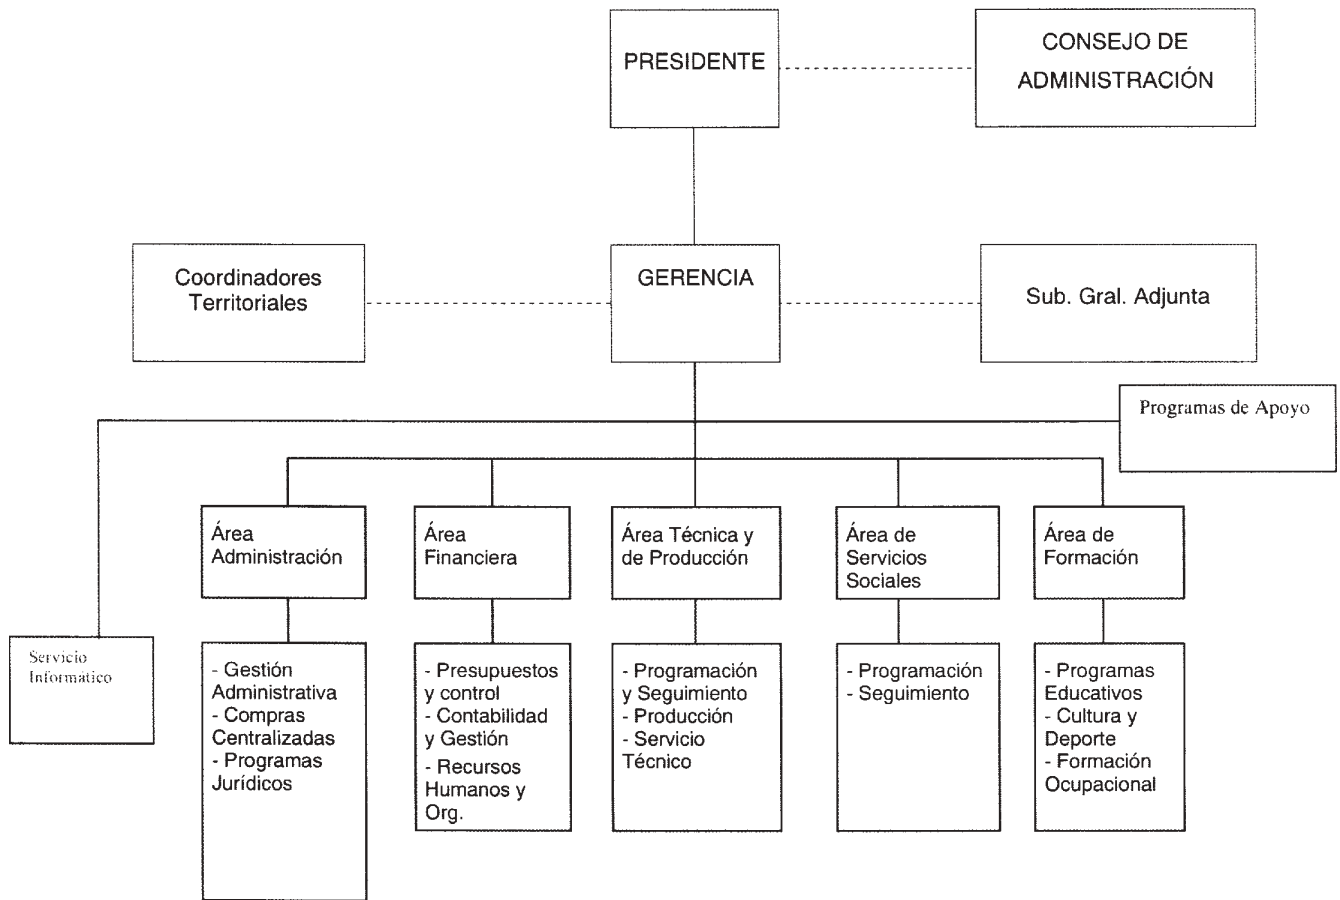 PRESIDENTE
CONSEJO DE
ADMINISTRACIÓN
Coordinadores
Territoriales
GERENCIA
Sub. Gral. Adjunta
Programas de Apoyo
Área
Administración
Área
Financiera
Área Técnica y
de Producción
Área de
Servicios
Sociales
Área de
Formación
Servicio
Informático
- Gestión
Administrativa
- Compras
Centralizadas
- Programas
Jurídicos
- Presupuestos
y control
- Contabilidad
y Gestión
- Recursos
Humanos y
Org.
- Programación
y Seguimiento
- Producción
- Servicio
Técnico
- Programación
- Seguimiento
- Programas
Educativos
- Cultura y
Deporte
- Formación
Ocupacional